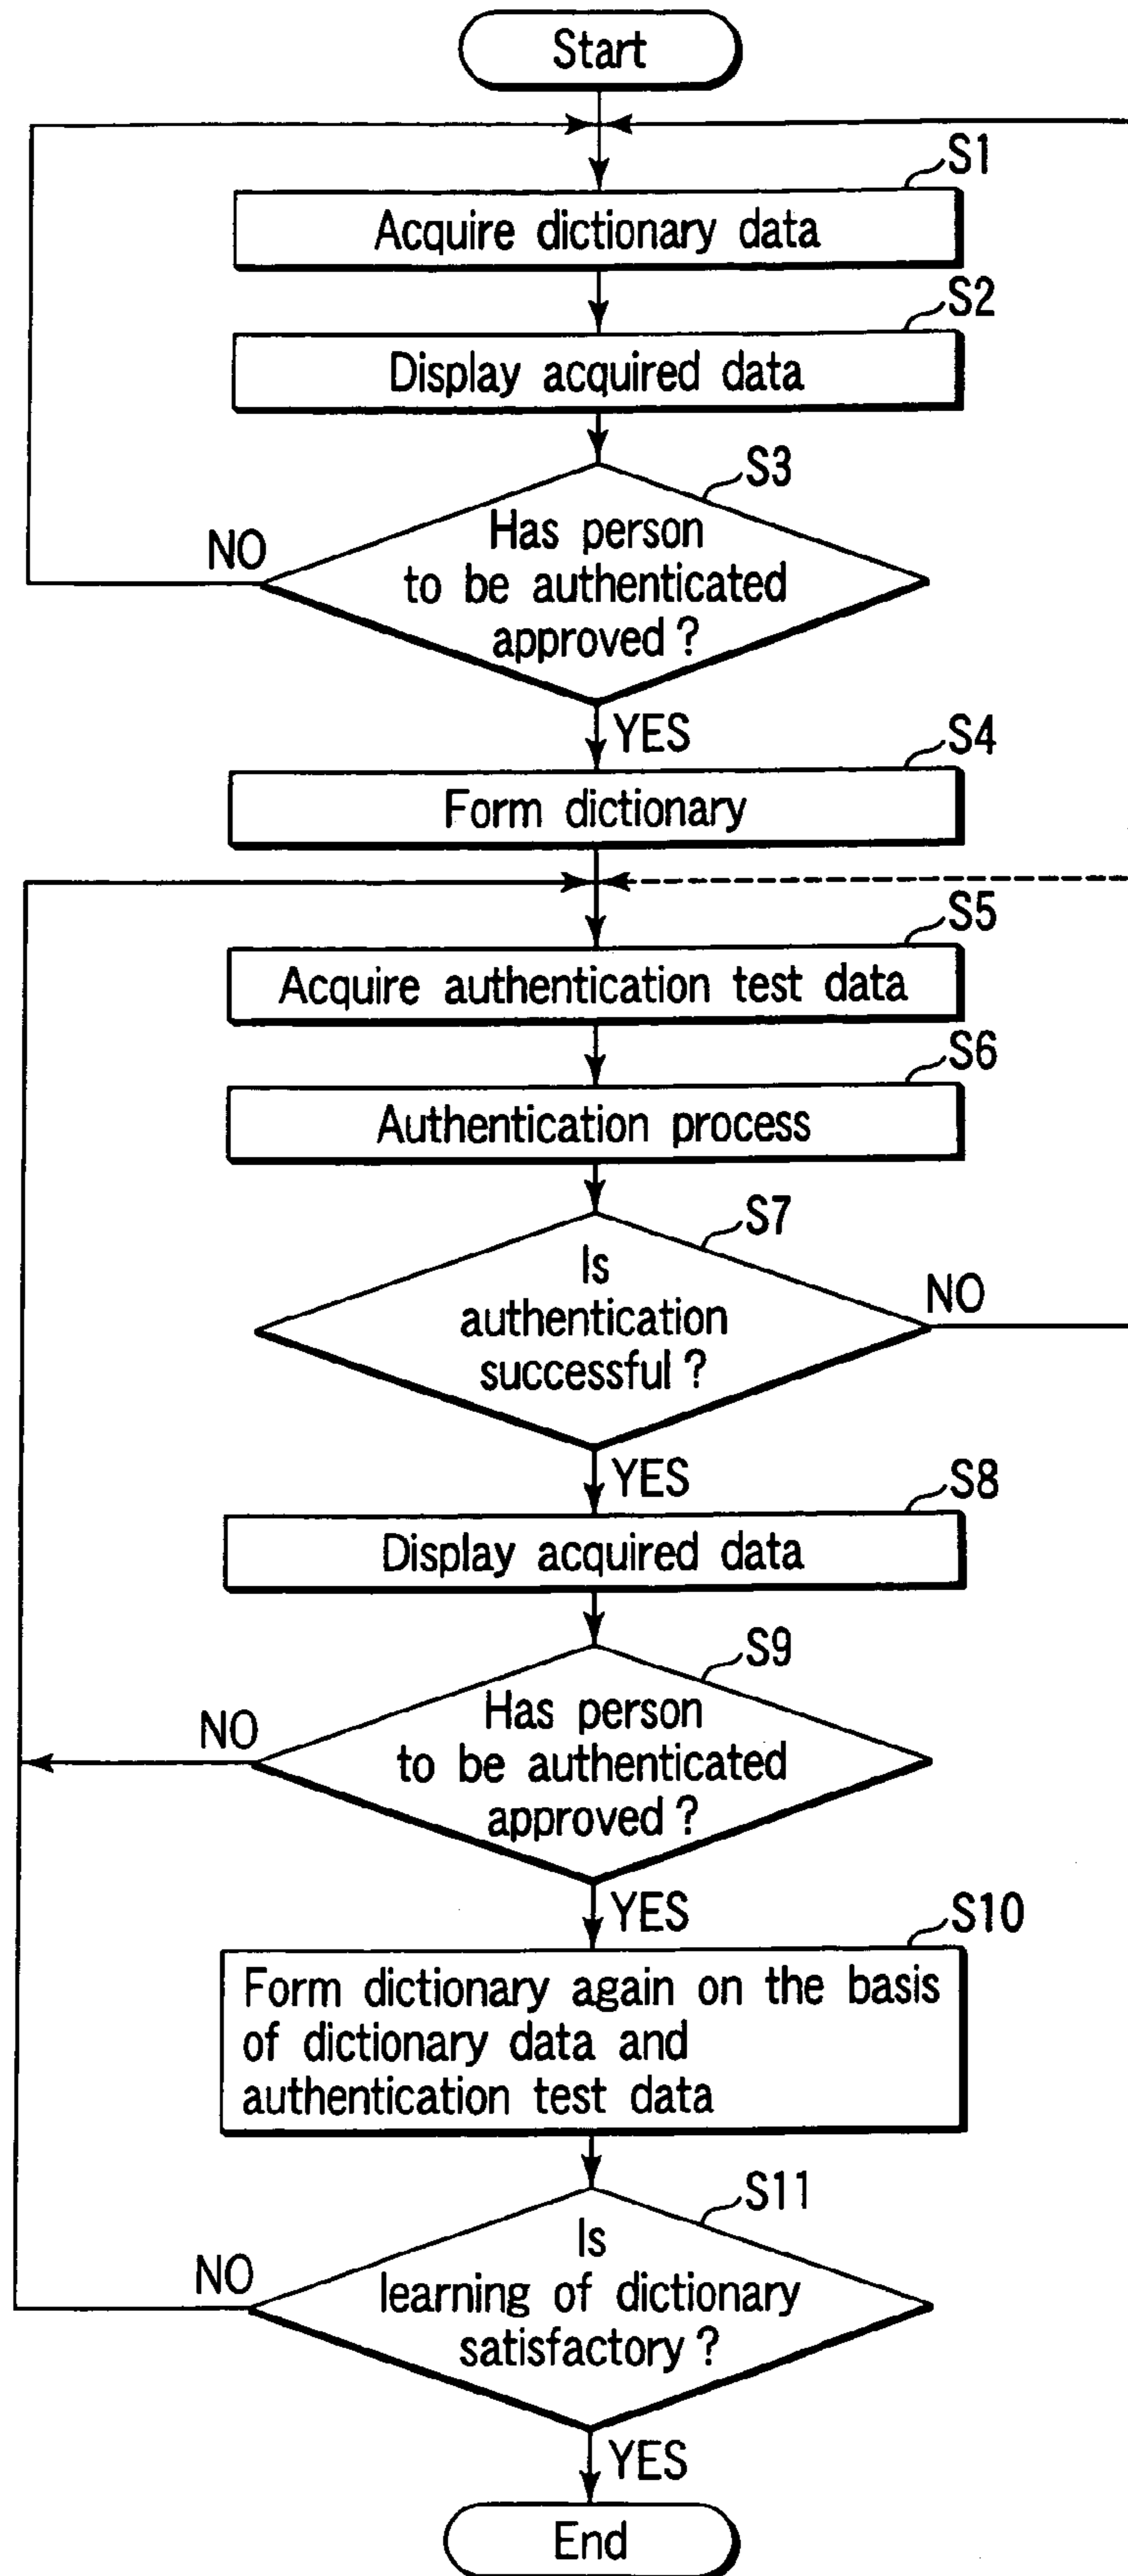 Start
S1
Acquire dictionary data
S2
Display acquired data
S3
Has person
to be authenticated
approved?
NO
YES
S4
Form dictionary
S5
Acquire authentication test data
S6
Authentication process
S7
Is
authentication
successful?
NO
YES
S8
Display acquired data
S9
Has person
to be authenticated
approved?
NO
YES
S10
Form dictionary again on the basis
of dictionary data and
authentication test data
S11
Is
learning of dictionary
satisfactory?
NO
YES
End